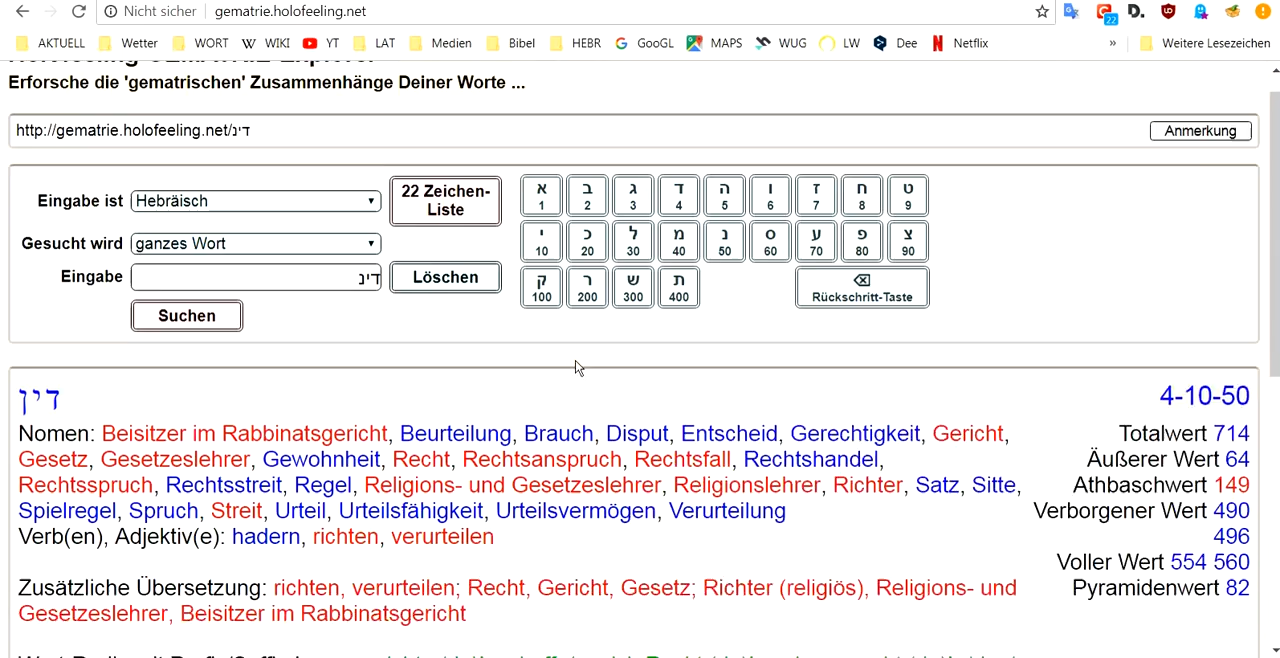 Nicht sicher | gematrie.holofeeling.net
22
D.
AKTUELL Wetter WORT WIKI YT LAT Medien Bibel HEBR GooGL MAPS WUG LW Dee Netflix » Weitere Lesezeichen
Erforsche die 'gematrischen' Zusammenhänge Deiner Worte ...
http://gematrie.holofeeling.net/דינ
Anmerkung
Eingabe ist Hebräisch
22 Zeichen-
Liste
Gesucht wird ganzes Wort
Eingabe דינ
Löschen
Suchen
א ב ג ד ה ו ז ח ט
1 2 3 4 5 6 7 8 9
י כ ל מ נ ס ע פ צ
10 20 30 40 50 60 70 80 90
ק ר ש ת
100 200 300 400
Rückschritt-Taste
דין
4-10-50
Nomen: Beisitzer im Rabbinatsgericht, Beurteilung, Brauch, Disput, Entscheid, Gerechtigkeit, Gericht,
Gesetz, Gesetzeslehrer, Gewohnheit, Recht, Rechtsanspruch, Rechtsfall, Rechtshandel,
Rechtsspruch, Rechtsstreit, Regel, Religions- und Gesetzeslehrer, Religionslehrer, Richter, Satz, Sitte,
Spielregel, Spruch, Streit, Urteil, Urteilsfähigkeit, Urteilsvermögen, Verurteilung
Verb(en), Adjektiv(e): hadern, richten, verurteilen
Zusätzliche Übersetzung: richten, verurteilen; Recht, Gericht, Gesetz; Richter (religiös), Religions- und
Gesetzeslehrer, Beisitzer im Rabbinatsgericht
Totalwert 714
Äußerer Wert 64
Athbaschwert 149
Verborgener Wert 490
496
Voller Wert 554 560
Pyramidenwert 82